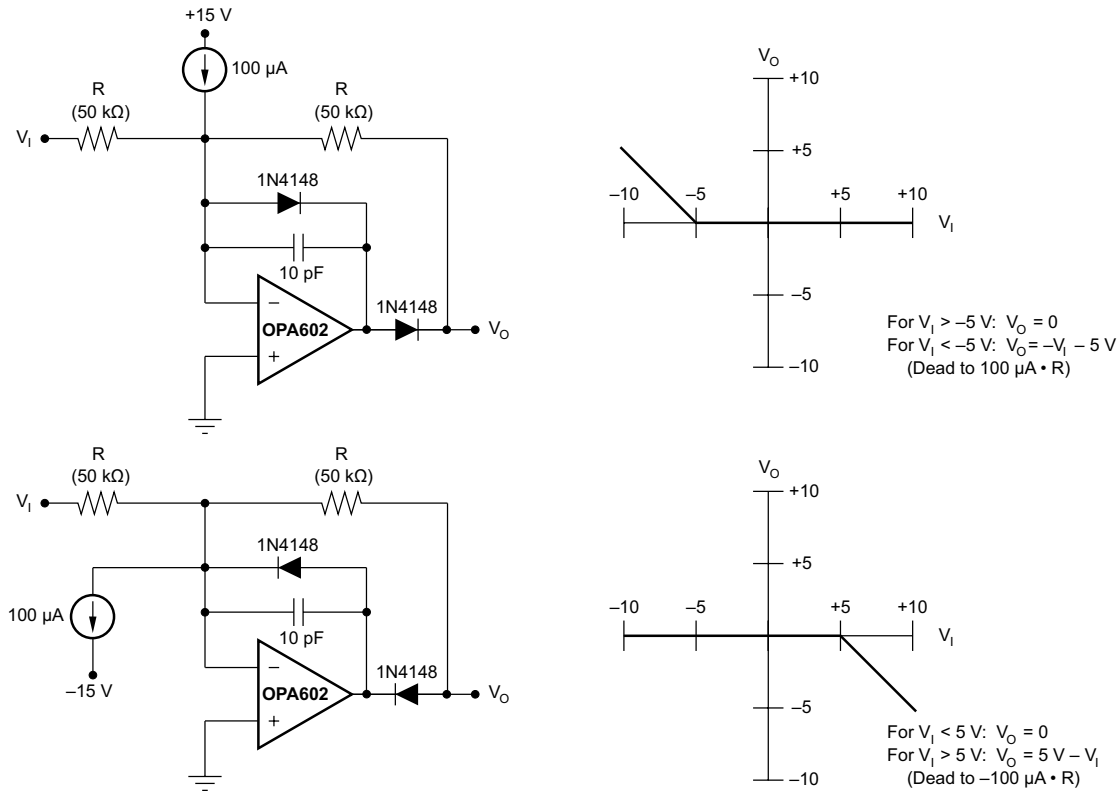 +15 V
100 µA
R
(50 kΩ)
R
(50 kΩ)
V_I
1N4148
10 pF
1N4148
−
OPA602
+
V_O
V_O
+10
+5
–10
–5
+5
+10
V_I
–5
–10
For V_I > –5 V: V_O = 0
For V_I < –5 V: V_O = –V_I – 5 V
(Dead to 100 µA • R)
R
(50 kΩ)
R
(50 kΩ)
V_I
1N4148
100 µA
10 pF
–15 V
1N4148
−
OPA602
+
V_O
V_O
+10
+5
–10
–5
+5
+10
V_I
–5
–10
For V_I < 5 V: V_O = 0
For V_I > 5 V: V_O = 5 V – V_I
(Dead to –100 µA • R)